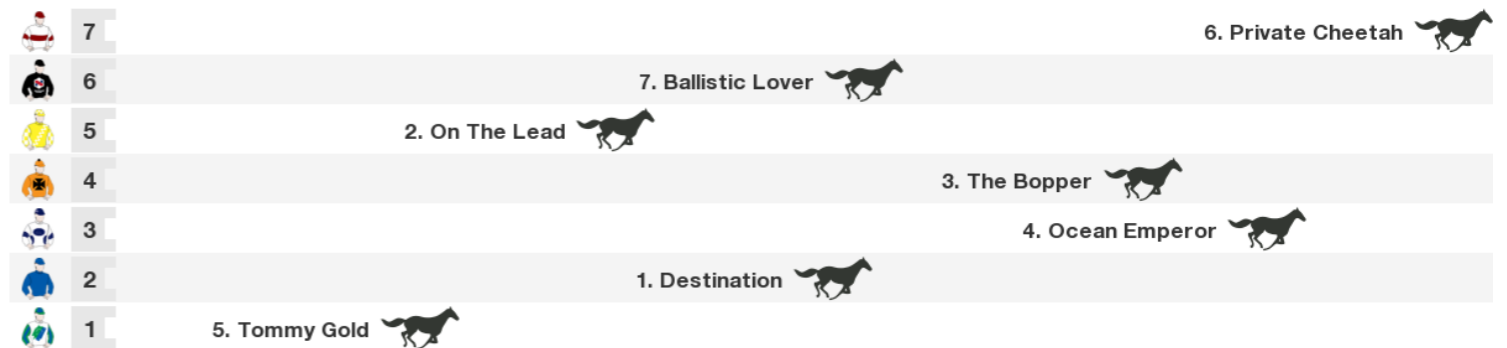 7 6. Private Cheetah
6 7. Ballistic Lover
5 2. On The Lead
4 3. The Bopper
3 4. Ocean Emperor
2 1. Destination
1 5. Tommy Gold